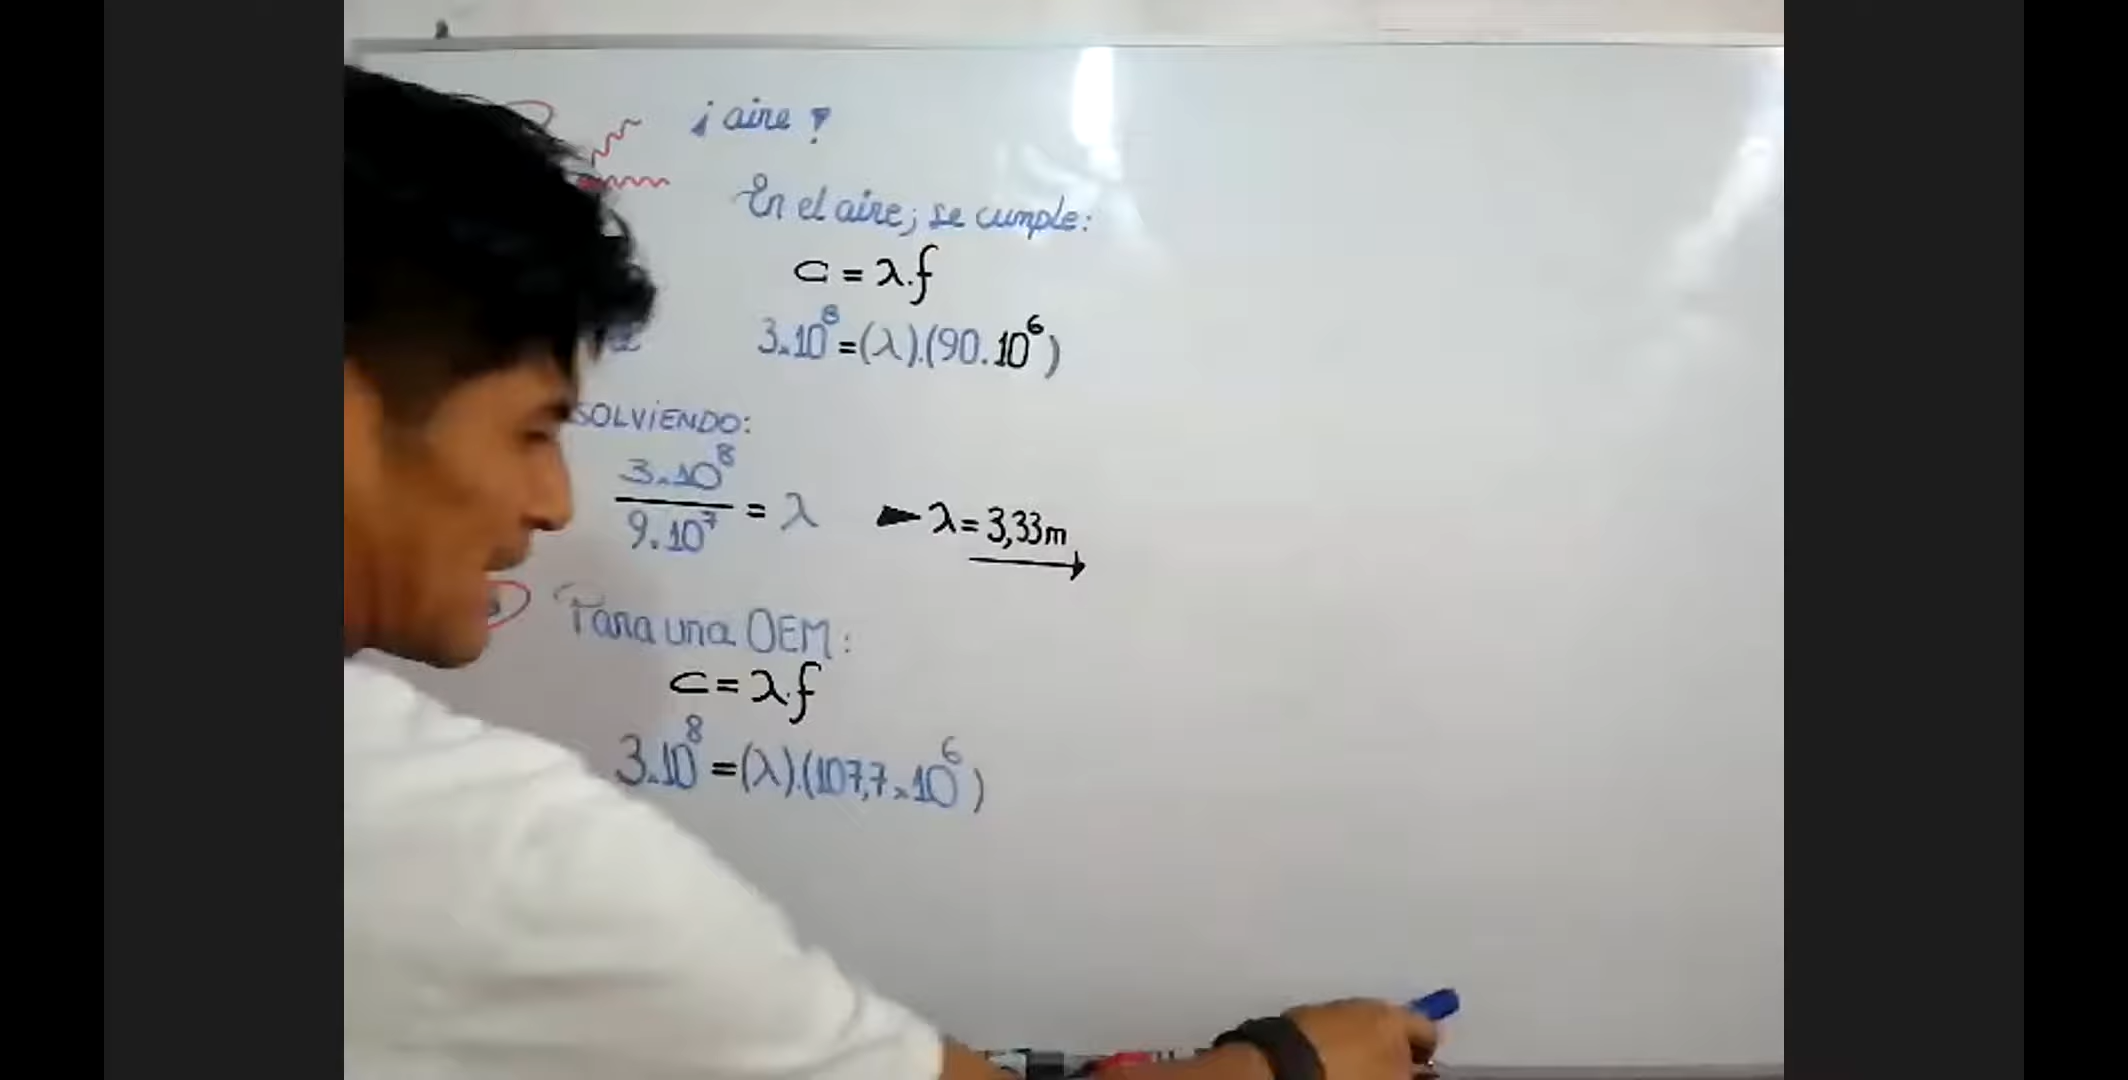 ¡ aire !
En el aire; se cumple:
c = λ.f
3.10⁸ = (λ).(90.10⁶)
SOLViENDO:
3.10⁸
9.10⁷ = λ ► λ = 3,33m
Para una OEM:
c = λ.f
3.10⁸ = (λ).(107,7.10⁶)